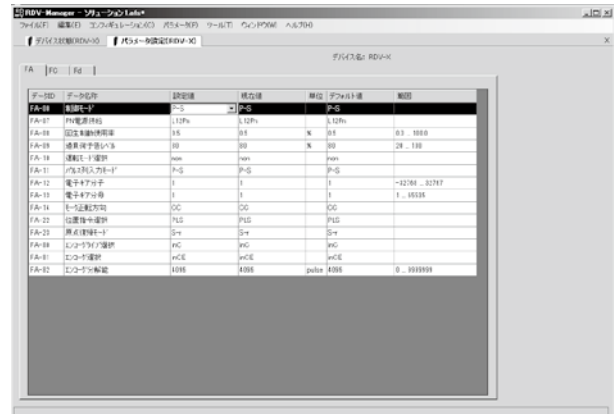 RDV-Manager - ソリューション1.rds*
ファイル(F) 編集(E) コンフィギュレーション(C) パラメータ(P) ツール(T) ウィンドウ(W) ヘルプ(H)
デバイス状態(RDV-X) パラメータ設定(RDV-X)
デバイス名: RDV-X
FA FC Fd
データID データ名称 設定値 現在値 単位 デフォルト値 範囲
制御モード P-S P-S P-S
FA-07 PN電源供給 L12Pn L12Pn L12Pn
FA-08 回生制動使用率 0.5 0.5 % 0.5 0.0 .. 100.0
FA-09 過負荷予告レベル 80 80 % 80 20 .. 100
FA-10 運転モード選択 non non non
FA-11 パルス列入力モード P-S P-S P-S
FA-12 電子ギア分子 1 1 1
FA-13 電子ギア分母 1 1 1 1 .. 65535
FA-14 モータ正転方向 CC CC CC
FA-22 位置指令選択 PLS PLS PLS
FA-23 原点復帰モード S-r S-r S-r
エンコーダタイプ選択 inC inC inC
FA-81 エンコーダ選択 inCE inCE inCE
FA-82 エンコーダ分解能 4096 4096 pulse 4096 0 .. 9999999